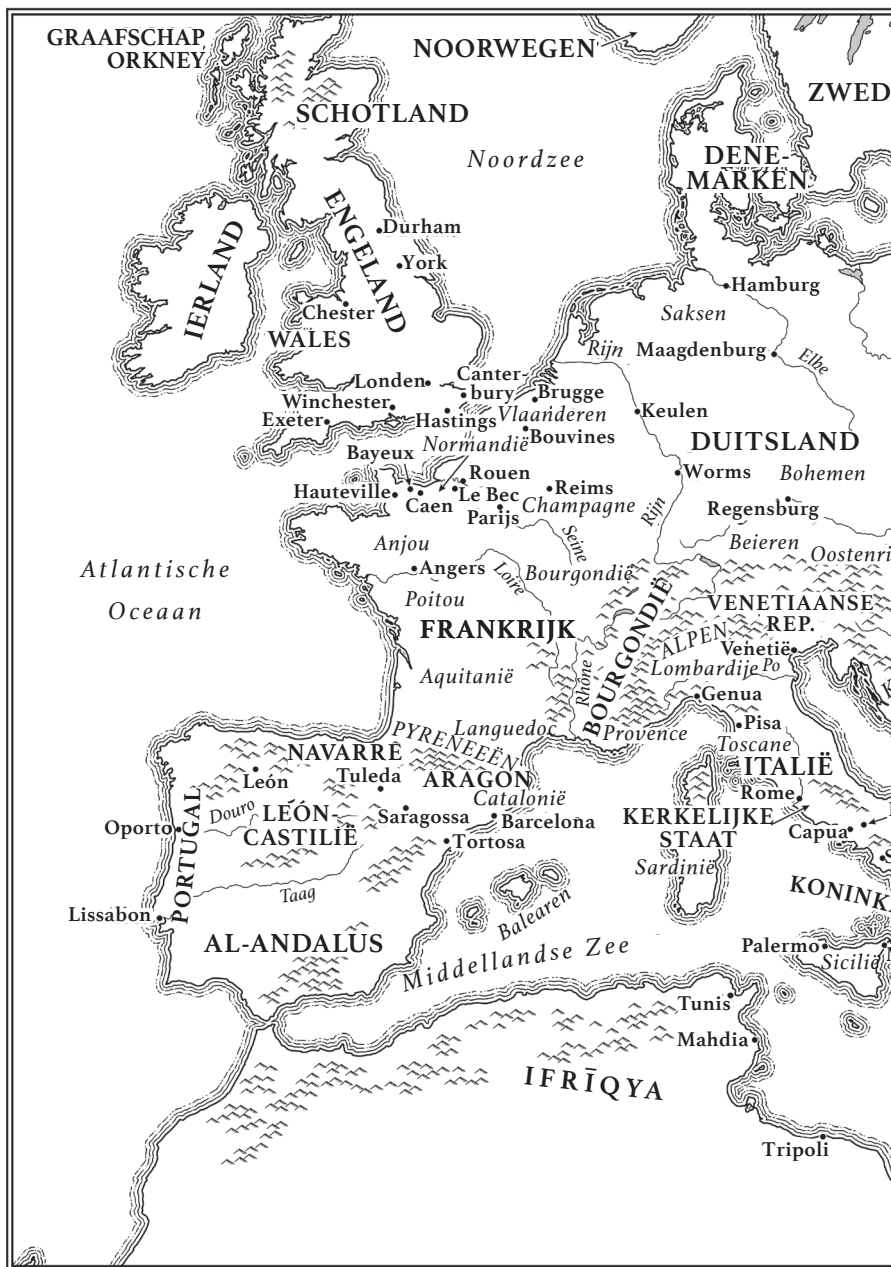 GRAAFSCHAP
ORKNEY
NOORWEGEN
ZWED
SCHOTLAND
Noordzee
DENE-
MARKEN
Durham
ENGELAND
York
IERLAND
Hamburg
Chester
Saksen
WALES
Rijn
Maagdenburg
Elbe
Londen
Canter-
bury
Brugge
Winchester
Vlaanderen
Keulen
Exeter
Hastings
Normandië
Bouvines
DUITSLAND
Bayeux
Rouen
Worms
Bohemen
Hauteville
Caen
Le Bec
Reims
Parijs
Champagne
Rijn
Regensburg
Anjou
Seine
Beieren
Oostenri
Atlantische
Oceaan
Angers
Loire
Bourgondië
Poitou
BOURGONDIË
VENETIAANSE
REP.
FRANKRIJK
ALPEN
Venetië
Aquitanië
Rhône
Lombardije
Po
Genua
Languedoc
Provence
Pisa
PYRENEEËN
Toscane
NAVARRE
ITALIË
León
Tuleda
ARAGON
Rome
Catalonië
Douro
LEÓN-
CASTILIË
Saragossa
Barcelona
KERKELIJKE
STAAT
Oporto
PORTUGAL
Tortosa
Capua
Sardinië
Taag
Balearen
KONINK
Lissabon
AL-ANDALUS
Middellandse Zee
Palermo
Sicilië
Tunis
Mahdia
IFRĪQYA
Tripoli